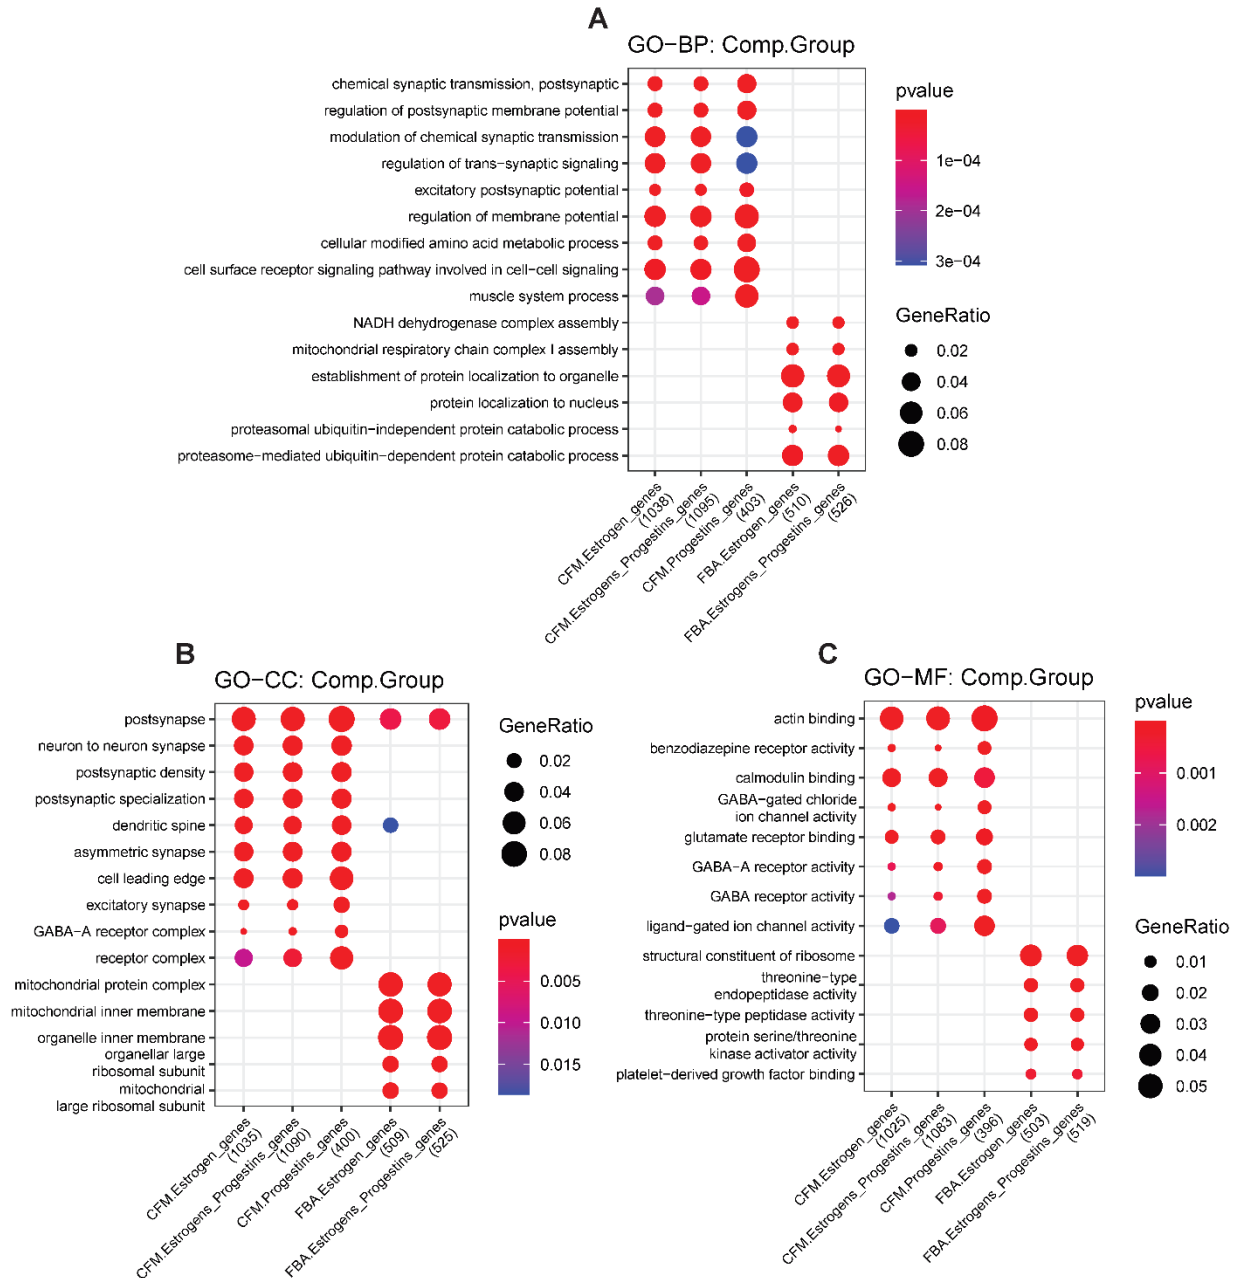 A
GO−BP: Comp.Group
chemical synaptic transmission, postsynaptic
regulation of postsynaptic membrane potential
modulation of chemical synaptic transmission
regulation of trans−synaptic signaling
excitatory postsynaptic potential
regulation of membrane potential
cellular modified amino acid metabolic process
cell surface receptor signaling pathway involved in cell−cell signaling
muscle system process
NADH dehydrogenase complex assembly
mitochondrial respiratory chain complex I assembly
establishment of protein localization to organelle
protein localization to nucleus
proteasomal ubiquitin−independent protein catabolic process
proteasome−mediated ubiquitin−dependent protein catabolic process
CFM.Estrogen_genes
(1038)
CFM.Estrogens_Progestins_genes
(1095)
CFM.Progestins_genes
(403)
FBA.Estrogen_genes
(510)
FBA.Estrogens_Progestins_genes
(526)
pvalue
1e−04
2e−04
3e−04
GeneRatio
0.02
0.04
0.06
0.08
B
GO−CC: Comp.Group
postsynapse
neuron to neuron synapse
postsynaptic density
postsynaptic specialization
dendritic spine
asymmetric synapse
cell leading edge
excitatory synapse
GABA−A receptor complex
receptor complex
mitochondrial protein complex
mitochondrial inner membrane
organelle inner membrane
organellar large
ribosomal subunit
mitochondrial
large ribosomal subunit
CFM.Estrogen_genes
(1035)
CFM.Estrogens_Progestins_genes
(1090)
CFM.Progestins_genes
(400)
FBA.Estrogen_genes
(509)
FBA.Estrogens_Progestins_genes
(525)
GeneRatio
0.02
0.04
0.06
0.08
pvalue
0.005
0.010
0.015
C
GO−MF: Comp.Group
actin binding
benzodiazepine receptor activity
calmodulin binding
GABA−gated chloride
ion channel activity
glutamate receptor binding
GABA−A receptor activity
GABA receptor activity
ligand−gated ion channel activity
structural constituent of ribosome
threonine−type
endopeptidase activity
threonine−type peptidase activity
protein serine/threonine
kinase activator activity
platelet−derived growth factor binding
CFM.Estrogen_genes
(1025)
CFM.Estrogens_Progestins_genes
(1083)
CFM.Progestins_genes
(396)
FBA.Estrogen_genes
(503)
FBA.Estrogens_Progestins_genes
(519)
pvalue
0.001
0.002
GeneRatio
0.01
0.02
0.03
0.04
0.05